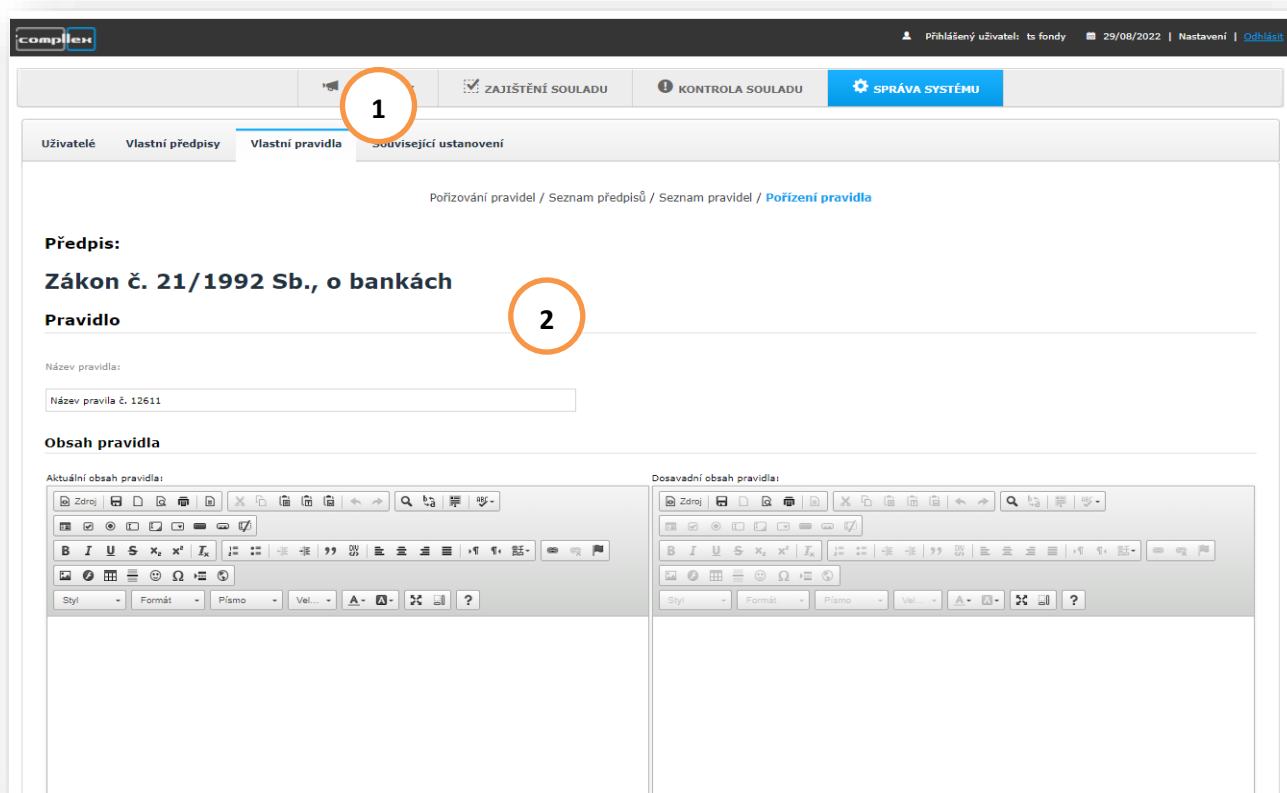 compllex
Přihlášený uživatel: ts fondy 29/08/2022 | Nastavení | Odhlásit
ZAJIŠTĚNÍ SOULADU KONTROLA SOULADU SPRÁVA SYSTÉMU
1
Uživatelé Vlastní předpisy Vlastní pravidla Související ustanovení
Pořizování pravidel / Seznam předpisů / Seznam pravidel / Pořízení pravidla
Předpis:
Zákon č. 21/1992 Sb., o bankách
2
Pravidlo
Název pravidla:
Název pravila č. 12611
Obsah pravidla
Aktuální obsah pravidla: Dosavadní obsah pravidla:
Zdroj Zdroj
Styl Formát Písmo Vel... A A ? Styl Formát Písmo Vel... A A ?